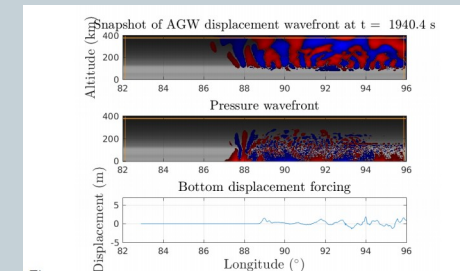 Snapshot of AGW displacement wavefront at t = 1940.4 s
Altitude (km)
400
200
0
82 84 86 88 90 92 94 96
Pressure wavefront
400
200
0
82 84 86 88 90 92 94 96
Bottom displacement forcing
Displacement (m)
5
0
-5
82 84 86 88 90 92 94 96
Longitude (°)